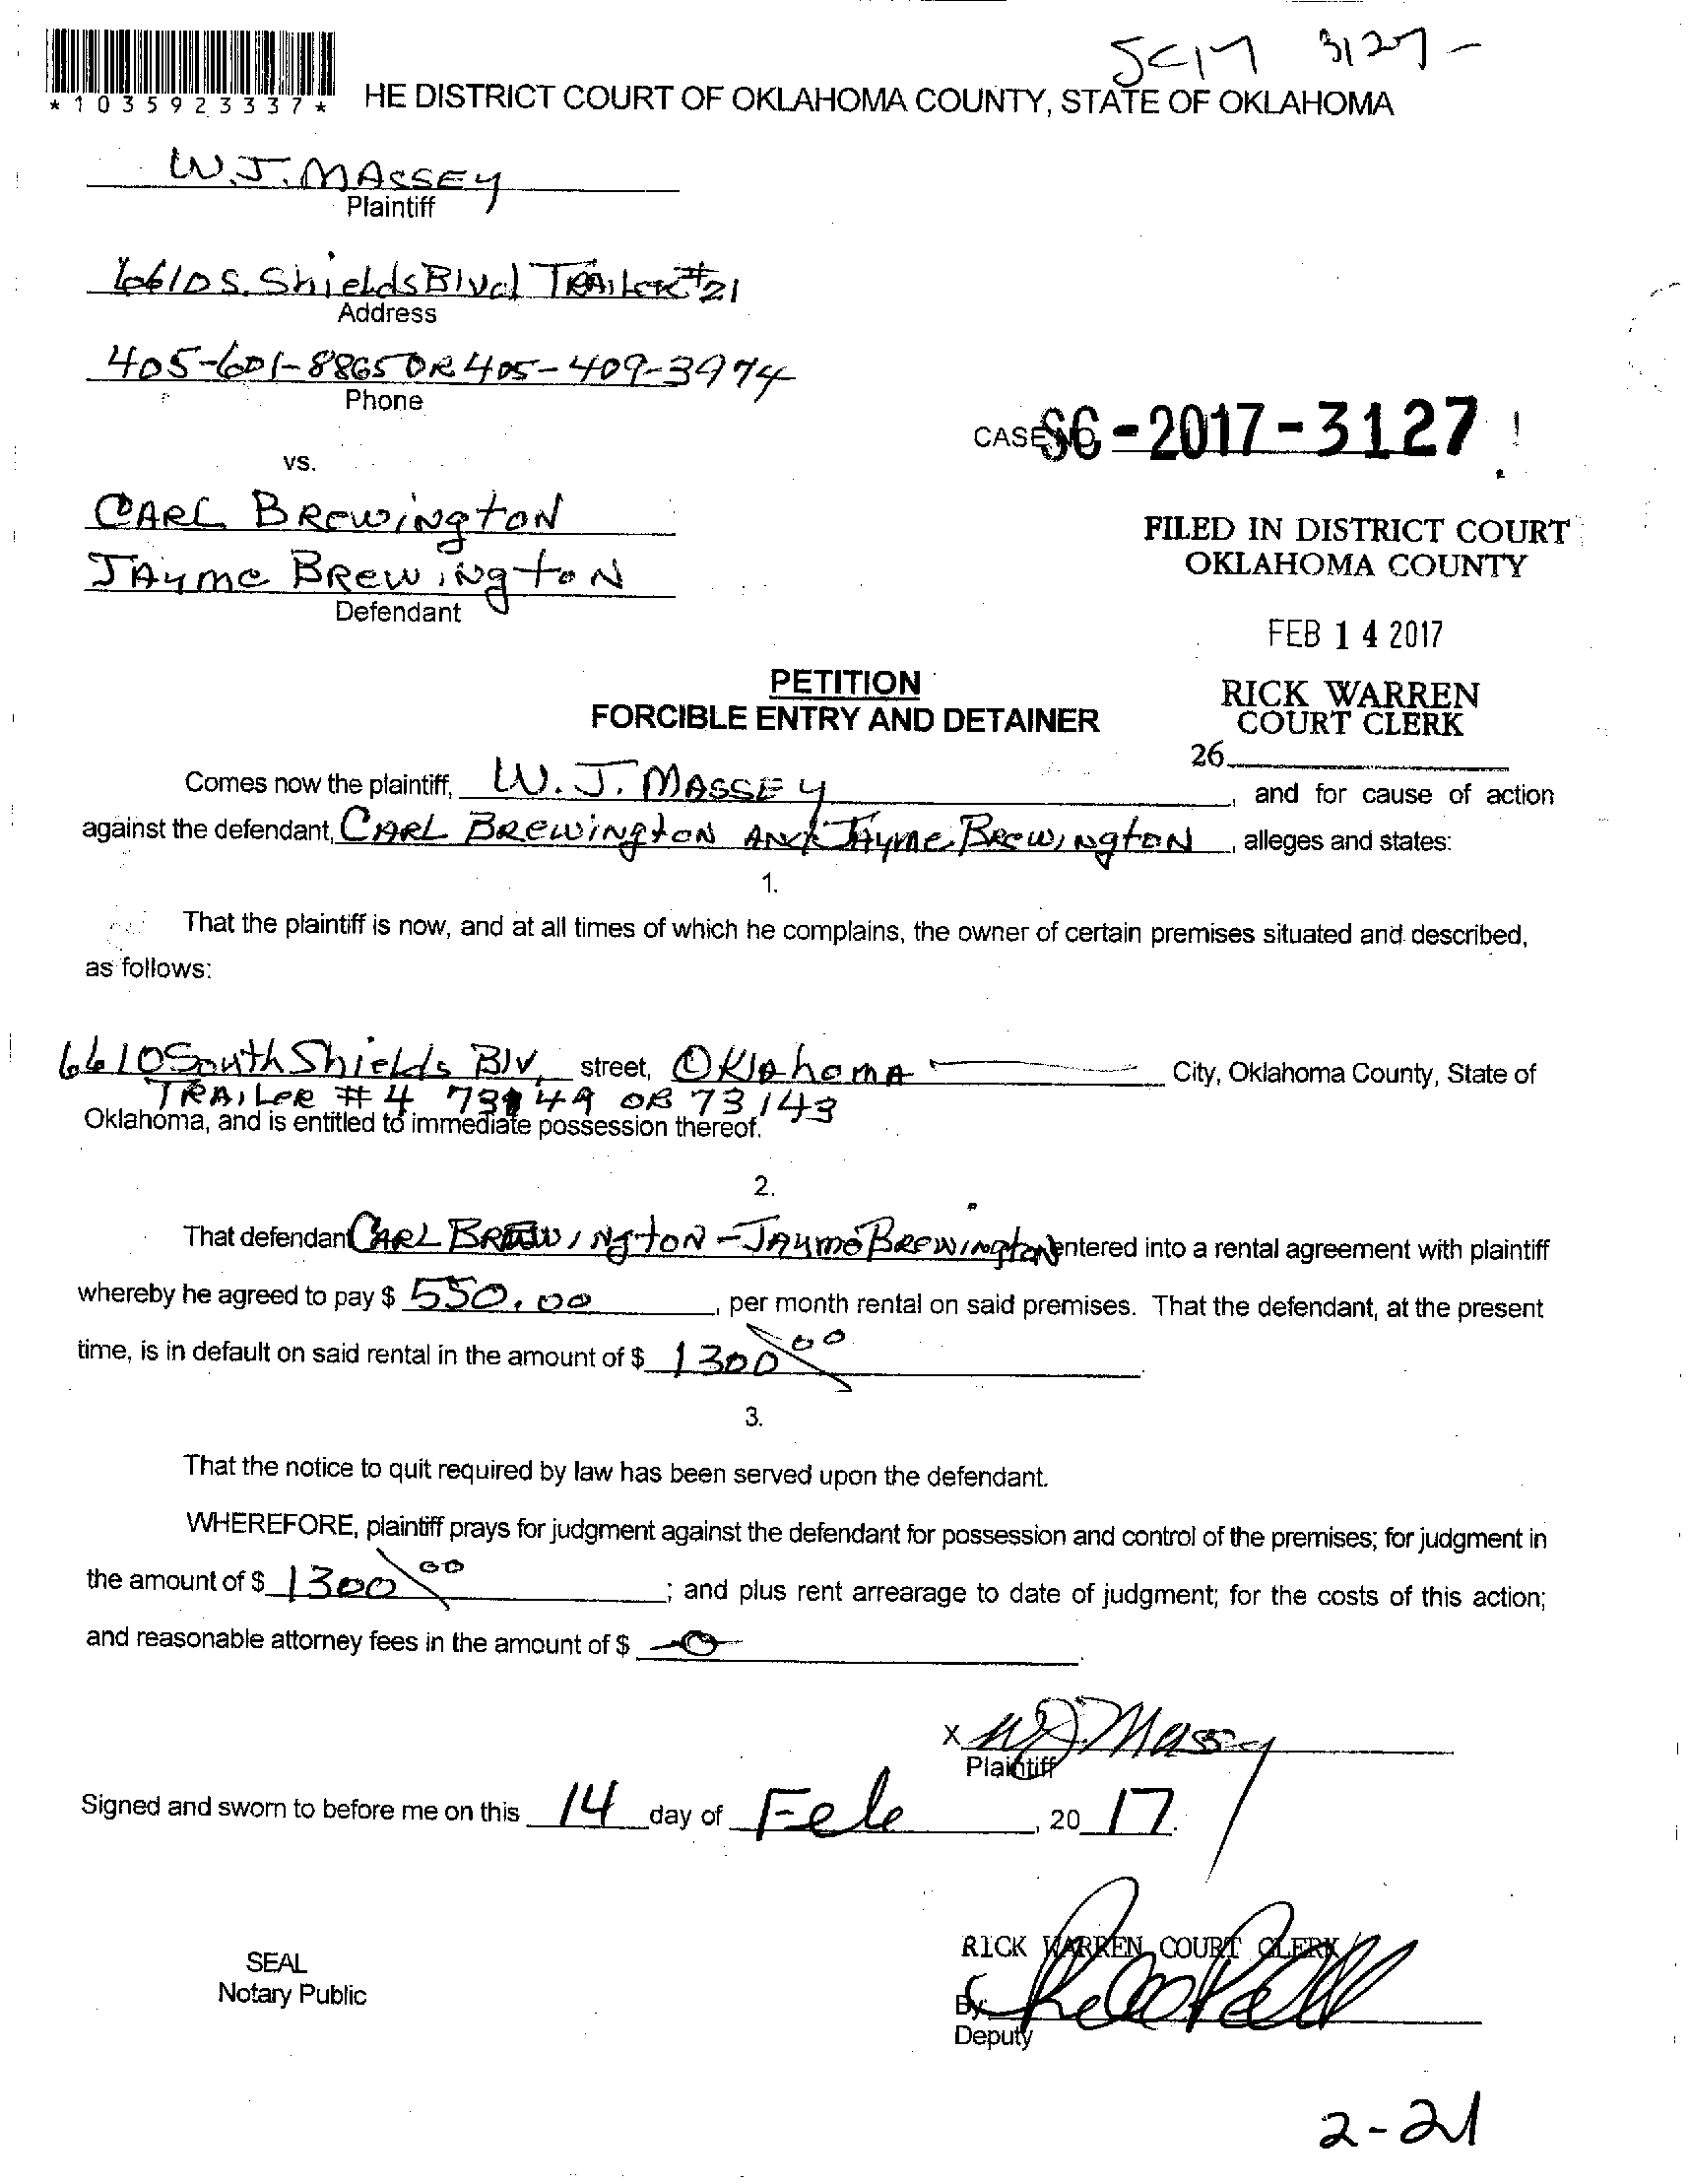 SC17 3127-
*1035923337* HE DISTRICT COURT OF OKLAHOMA COUNTY, STATE OF OKLAHOMA
W.J. MASSEY
Plaintiff
6610 S. Shields Blvd TRAILER #21
Address
405-601-8865 OR 405-409-3974
Phone
CASE NO. SC-2017-3127
vs.
CARL BREWINGTON
JAYME BREWINGTON
Defendant
FILED IN DISTRICT COURT
OKLAHOMA COUNTY
FEB 14 2017
RICK WARREN
COURT CLERK
26
PETITION
FORCIBLE ENTRY AND DETAINER
Comes now the plaintiff, W. J. MASSEY, and for cause of action
against the defendant, CARL BREWINGTON AND JAYME BREWINGTON, alleges and states:
1.
That the plaintiff is now, and at all times of which he complains, the owner of certain premises situated and described,
as follows:
6610 South Shields Blv, street, OKlahomA City, Oklahoma County, State of
TRAILER #4 73149 OR 73143
Oklahoma, and is entitled to immediate possession thereof.
2.
That defendant CARL BREWINGTON - JAYME BREWINGTON entered into a rental agreement with plaintiff
whereby he agreed to pay $ 550.00, per month rental on said premises. That the defendant, at the present
time, is in default on said rental in the amount of $ 1300 00.
3.
That the notice to quit required by law has been served upon the defendant.
WHEREFORE, plaintiff prays for judgment against the defendant for possession and control of the premises; for judgment in
the amount of $ 1300 00; and plus rent arrearage to date of judgment; for the costs of this action;
and reasonable attorney fees in the amount of $ -0-.
X W J. Massey
Plaintiff
Signed and sworn to before me on this 14 day of Feb, 20 17.
RICK WARREN COURT CLERK
SEAL
Notary Public
By:
Deputy
2-21